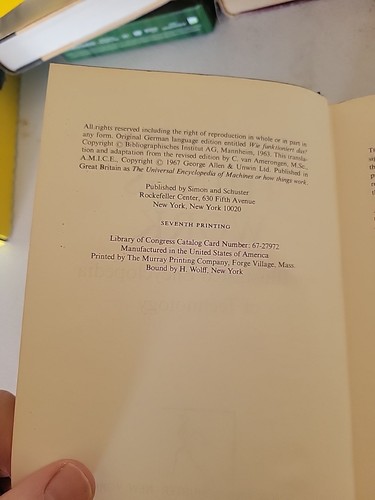 All rights reserved including the right of reproduction in whole or in part in
any form. Original German language edition entitled Wie funktioniert das?
Copyright © Bibliographisches Institut AG, Mannheim, 1963. This transla-
tion and adaptation from the revised edition by C. van Amerongen, M.Sc.,
A.M.I.C.E., Copyright © 1967 George Allen & Unwin Ltd. Published in
Great Britain as The Universal Encyclopedia of Machines or how things work.
Published by Simon and Schuster
Rockefeller Center, 630 Fifth Avenue
New York, New York 10020
SEVENTH PRINTING
Library of Congress Catalog Card Number: 67-27972
Manufactured in the United States of America
Printed by The Murray Printing Company, Forge Village, Mass.
Bound by H. Wolff, New York